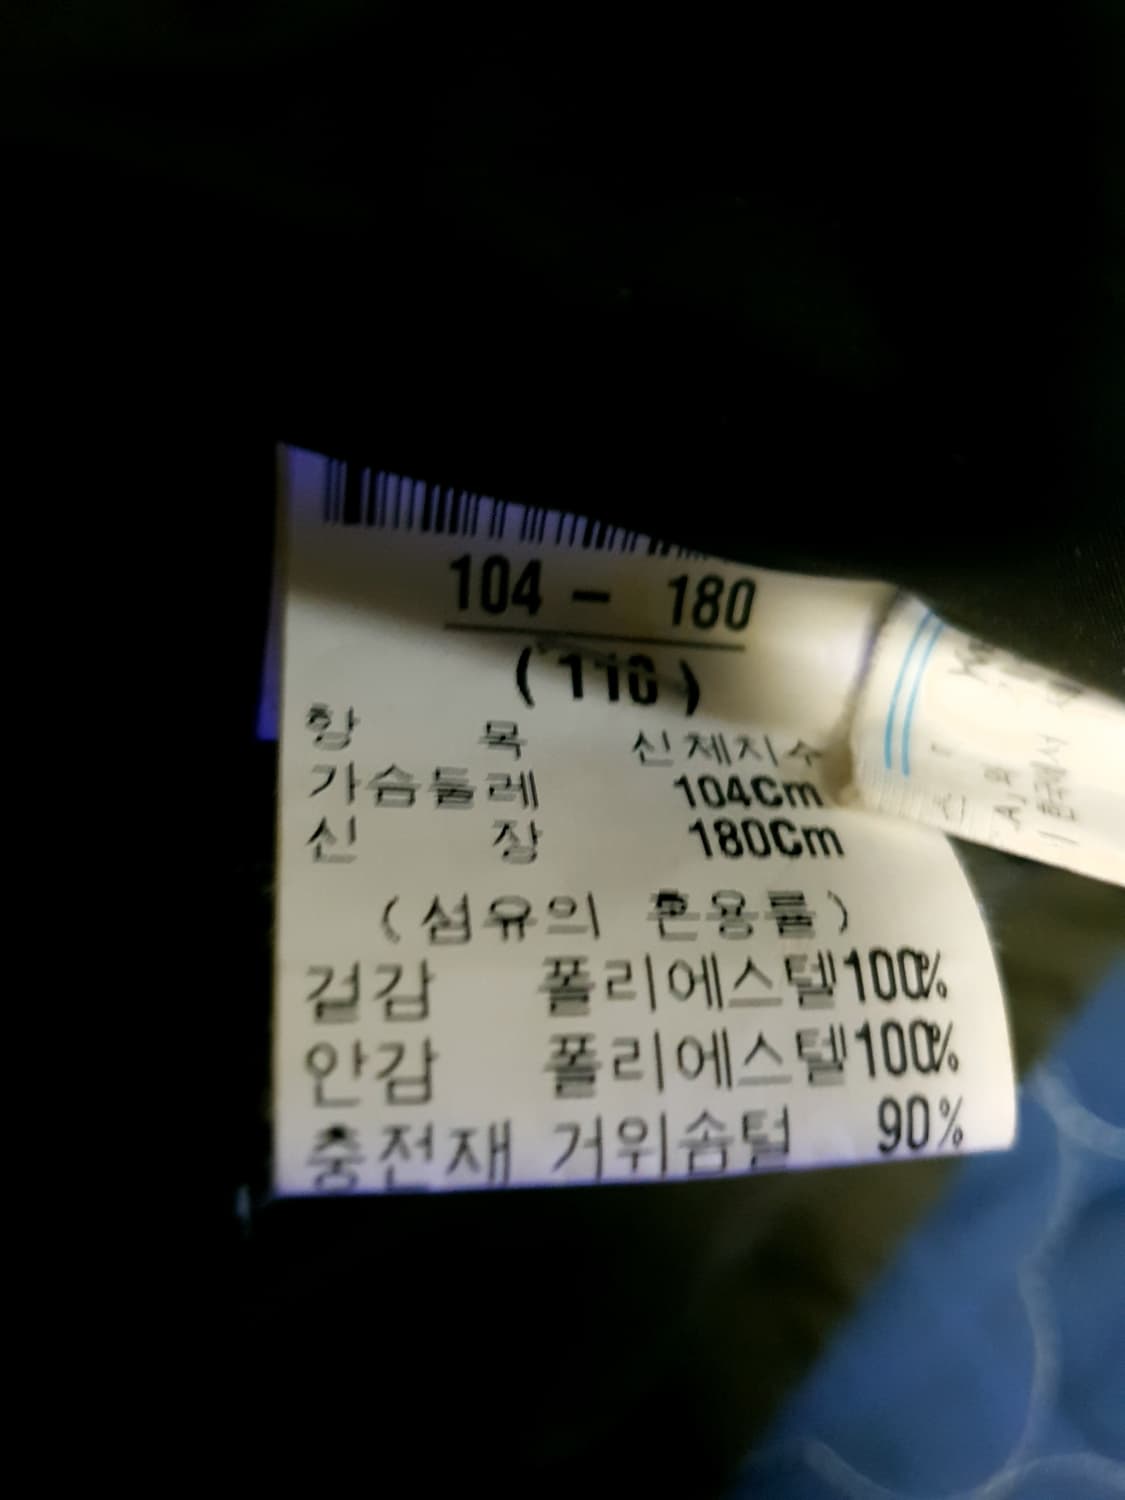 104 - 180
(110)
항 목 신체치수
가슴둘레 104Cm
신 장 180Cm
(섬유의 혼용률)
겉감 폴리에스텔100%
안감 폴리에스텔100%
충전재 거위솜털 90%